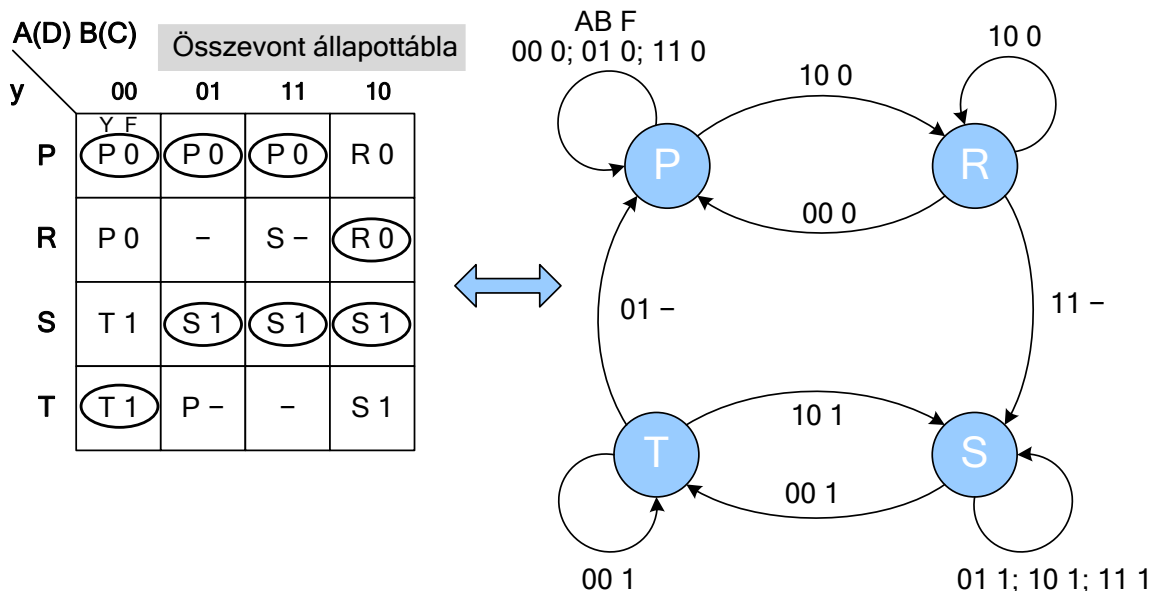 A(D) B(C)
Összevont állapottábla
y 00 01 11 10
Y F
P P 0 P 0 P 0 R 0
R P 0 – S – R 0
S T 1 S 1 S 1 S 1
T T 1 P – – S 1
AB F
00 0; 01 0; 11 0
10 0
10 0
P
R
00 0
01 –
11 –
10 1
T
S
00 1
00 1
01 1; 10 1; 11 1